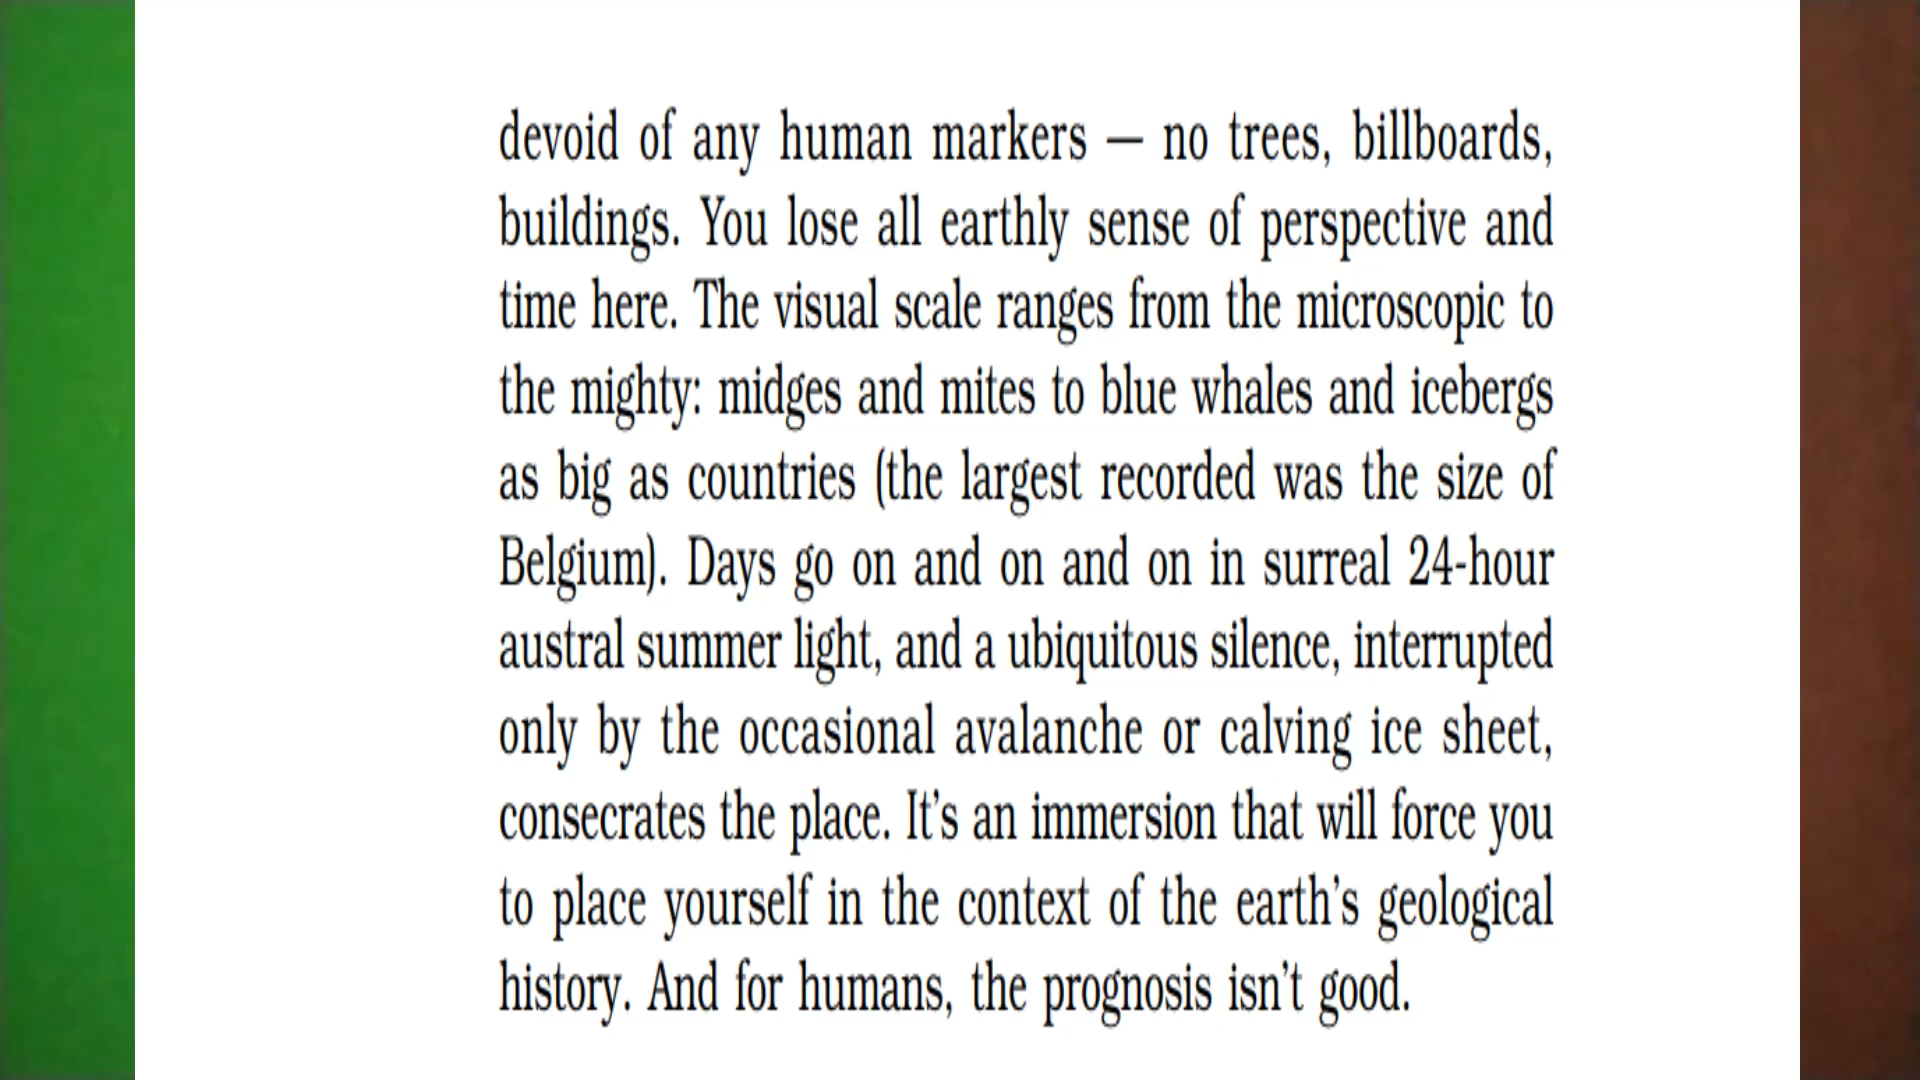 devoid of any human markers — no trees, billboards,
buildings. You lose all earthly sense of perspective and
time here. The visual scale ranges from the microscopic to
the mighty: midges and mites to blue whales and icebergs
as big as countries (the largest recorded was the size of
Belgium). Days go on and on and on in surreal 24-hour
austral summer light, and a ubiquitous silence, interrupted
only by the occasional avalanche or calving ice sheet,
consecrates the place. It’s an immersion that will force you
to place yourself in the context of the earth’s geological
history. And for humans, the prognosis isn’t good.